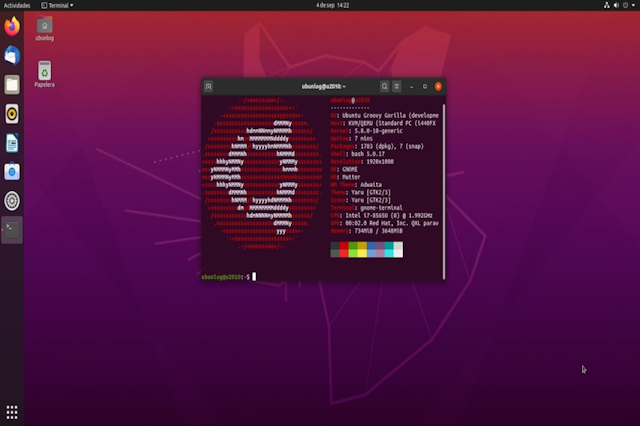 Actividades
Terminal
4 de sep 14:22
ubunlog
Papelera
ubunlog@u2010: ~
ubunlog@u2010
-------------
OS: Ubuntu Groovy Gorilla (developme
Host: KVM/QEMU (Standard PC (i440FX
Kernel: 5.8.0-18-generic
Uptime: 7 mins
Packages: 1783 (dpkg), 7 (snap)
Shell: bash 5.0.17
Resolution: 1920x1080
DE: GNOME
WM: Mutter
WM Theme: Adwaita
Theme: Yaru [GTK2/3]
Icons: Yaru [GTK2/3]
Terminal: gnome-terminal
CPU: Intel i7-8565U (8) @ 1.992GHz
GPU: 00:02.0 Red Hat, Inc. QXL parav
Memory: 734MiB / 3648MiB
ubunlog@u2010:~$